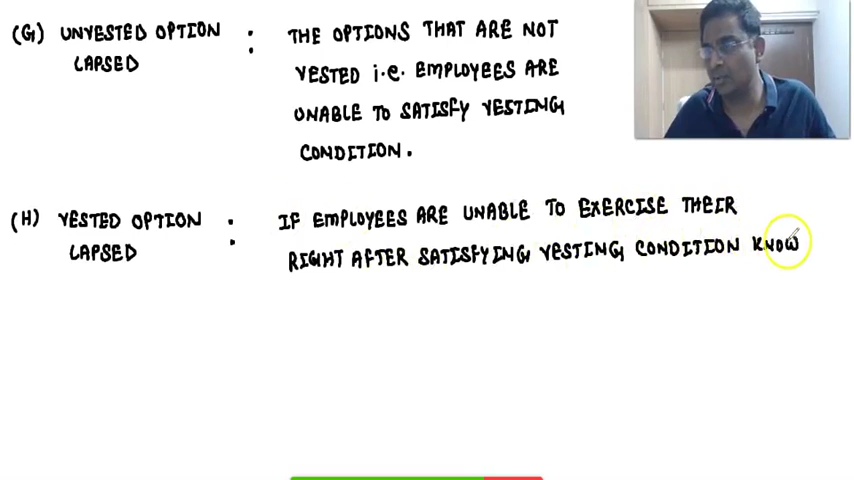 (G) UNVESTED OPTION : THE OPTIONS THAT ARE NOT
LAPSED VESTED i.e. EMPLOYEES ARE
UNABLE TO SATISFY VESTING
CONDITION.
(H) VESTED OPTION : IF EMPLOYEES ARE UNABLE TO EXERCISE THEIR
LAPSED RIGHT AFTER SATISFYING VESTING CONDITION KNOW